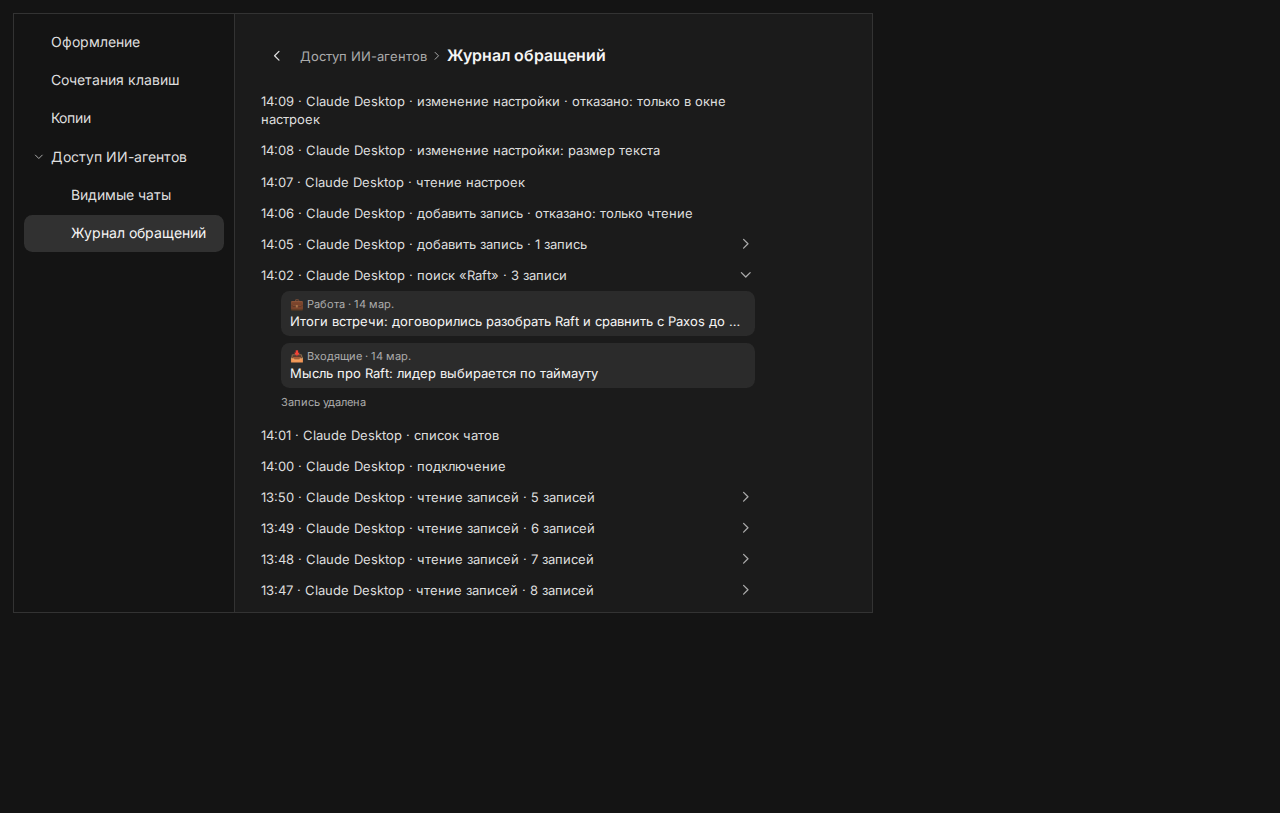 Оформление
Сочетания клавиш
Копии
Доступ ИИ-агентов
Видимые чаты
Журнал обращений
Доступ ИИ-агентов > Журнал обращений
14:09 · Claude Desktop · изменение настройки · отказано: только в окне
настроек
14:08 · Claude Desktop · изменение настройки: размер текста
14:07 · Claude Desktop · чтение настроек
14:06 · Claude Desktop · добавить запись · отказано: только чтение
14:05 · Claude Desktop · добавить запись · 1 запись
14:02 · Claude Desktop · поиск «Raft» · 3 записи
Работа · 14 мар.
Итоги встречи: договорились разобрать Raft и сравнить с Paxos до ...
Входящие · 14 мар.
Мысль про Raft: лидер выбирается по таймауту
Запись удалена
14:01 · Claude Desktop · список чатов
14:00 · Claude Desktop · подключение
13:50 · Claude Desktop · чтение записей · 5 записей
13:49 · Claude Desktop · чтение записей · 6 записей
13:48 · Claude Desktop · чтение записей · 7 записей
13:47 · Claude Desktop · чтение записей · 8 записей